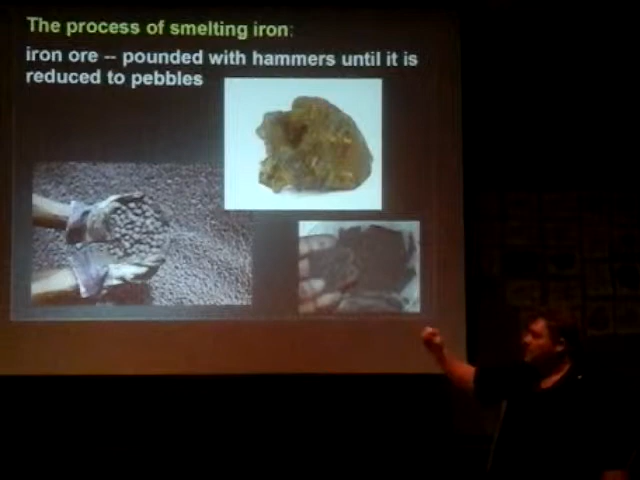 The process of smelting iron:
iron ore -- pounded with hammers until it is
reduced to pebbles